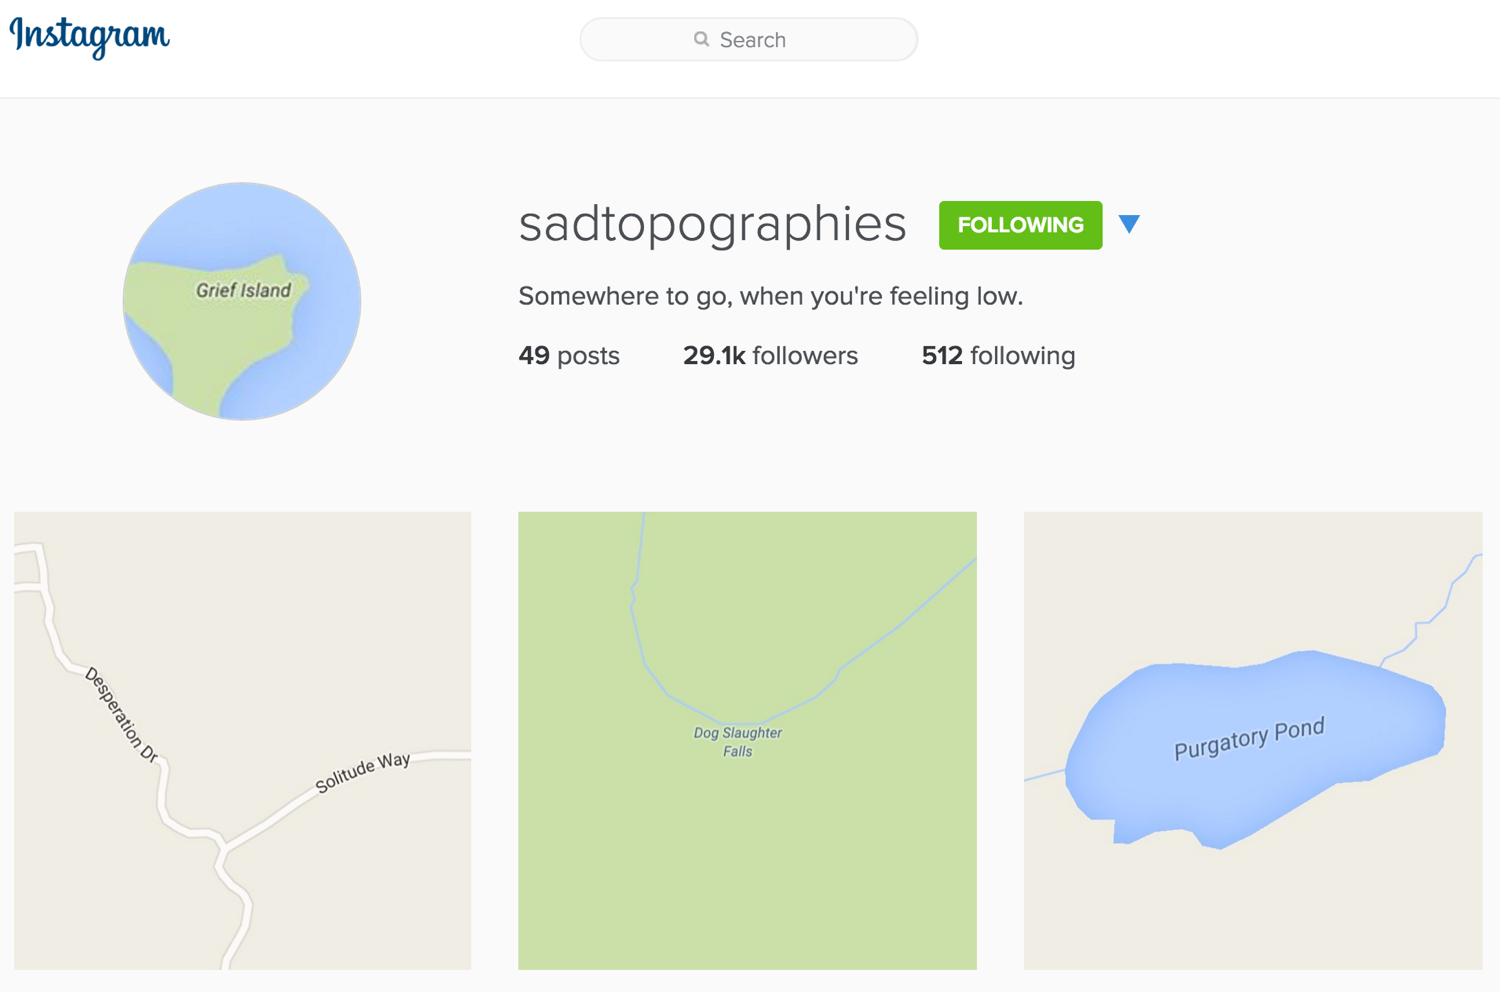 Instagram
Search
Grief Island
sadtopographies
FOLLOWING
Somewhere to go, when you're feeling low.
49 posts 29.1k followers 512 following
Desperation Dr
Solitude Way
Dog Slaughter
Falls
Purgatory Pond